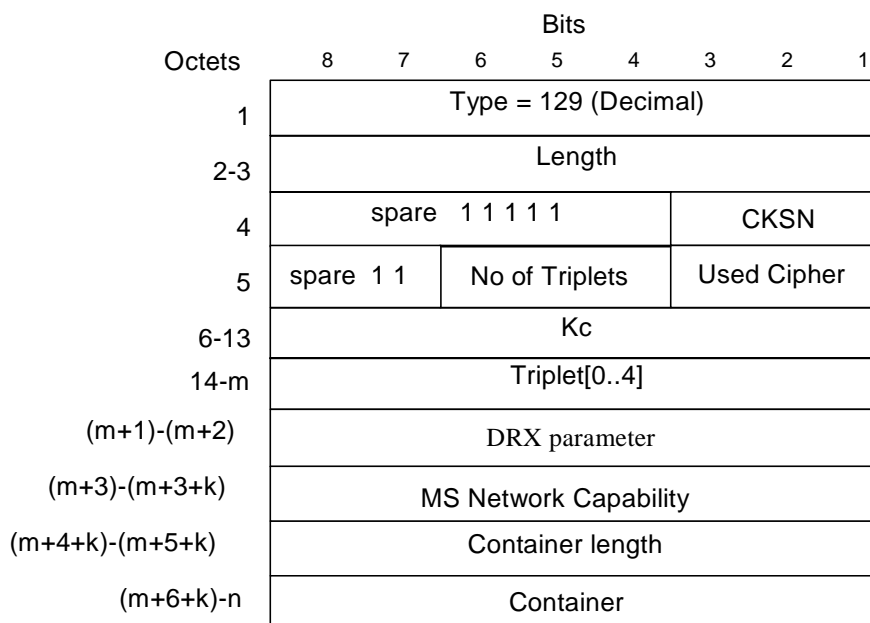 Bits
Octets 8 7 6 5 4 3 2 1
1 Type = 129 (Decimal)
2-3 Length
4 spare 1 1 1 1 1 CKSN
5 spare 1 1 No of Triplets Used Cipher
6-13 Kc
14-m Triplet[0..4]
(m+1)-(m+2) DRX parameter
(m+3)-(m+3+k) MS Network Capability
(m+4+k)-(m+5+k) Container length
(m+6+k)-n Container